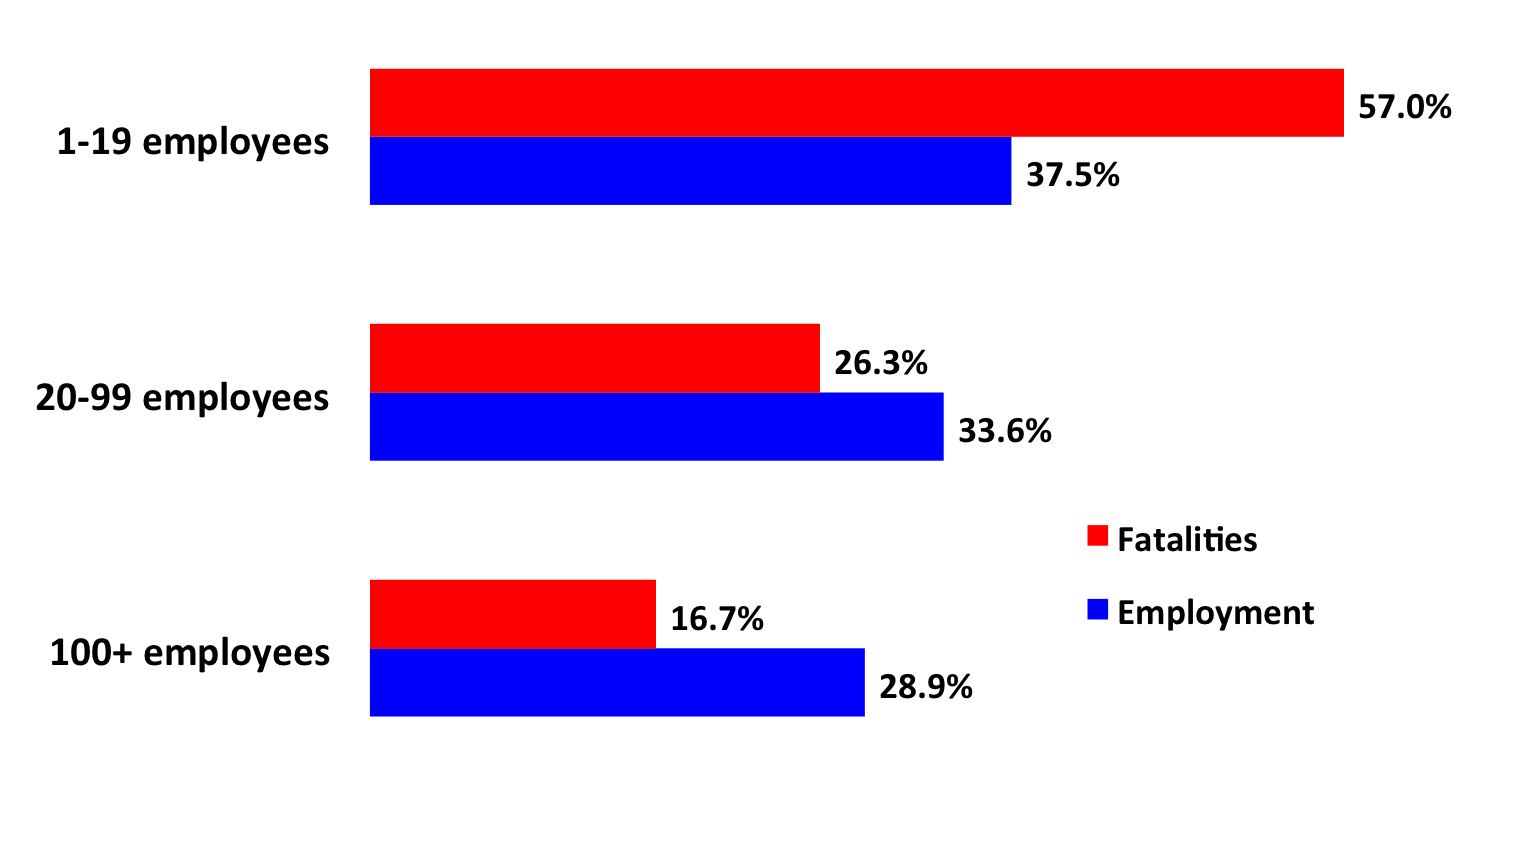 1-19 employees
57.0%
37.5%
20-99 employees
26.3%
33.6%
100+ employees
16.7%
28.9%
Fatalities
Employment